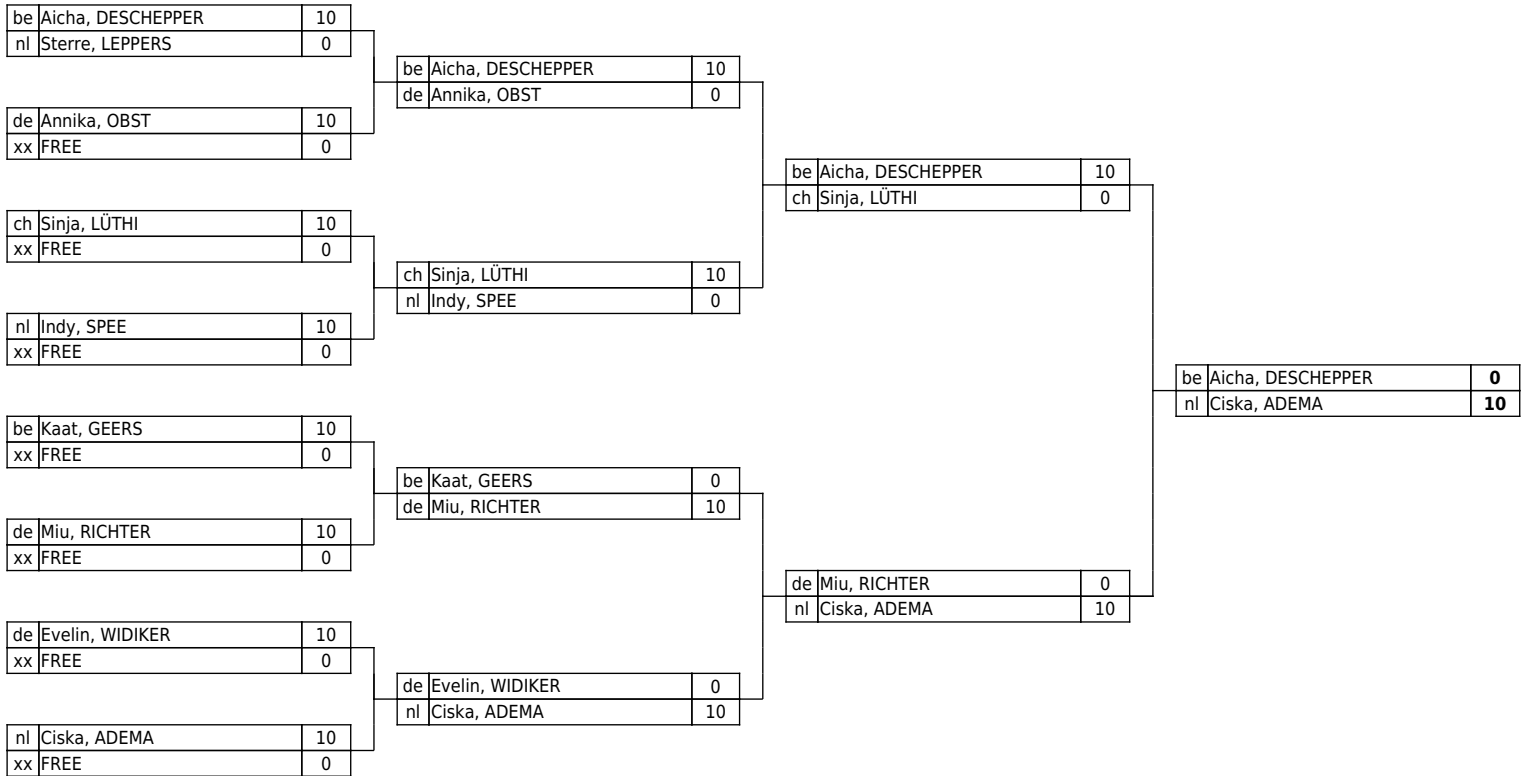 be Aicha, DESCHEPPER 10
nl Sterre, LEPPERS 0
de Annika, OBST 10
xx FREE 0
ch Sinja, LÜTHI 10
xx FREE 0
nl Indy, SPEE 10
xx FREE 0
be Kaat, GEERS 10
xx FREE 0
de Miu, RICHTER 10
xx FREE 0
de Evelin, WIDIKER 10
xx FREE 0
nl Ciska, ADEMA 10
xx FREE 0
be Aicha, DESCHEPPER 10
de Annika, OBST 0
ch Sinja, LÜTHI 10
nl Indy, SPEE 0
be Kaat, GEERS 0
de Miu, RICHTER 10
de Evelin, WIDIKER 0
nl Ciska, ADEMA 10
be Aicha, DESCHEPPER 10
ch Sinja, LÜTHI 0
de Miu, RICHTER 0
nl Ciska, ADEMA 10
be Aicha, DESCHEPPER 0
nl Ciska, ADEMA 10